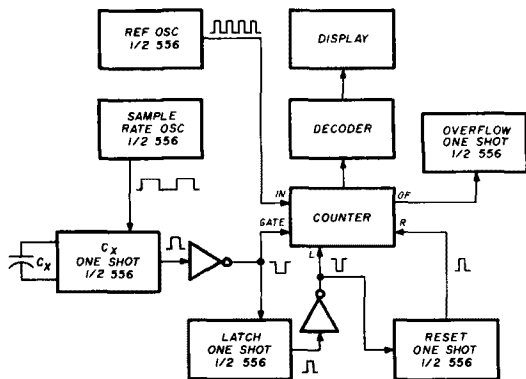 REF OSC
1/2 556
DISPLAY
SAMPLE
RATE OSC
1/2 556
DECODER
OVERFLOW
ONE SHOT
1/2 556
IN
OF
COUNTER
GATE
R
L
CX
CX
ONE SHOT
1/2 556
LATCH
ONE SHOT
1/2 556
RESET
ONE SHOT
1/2 556